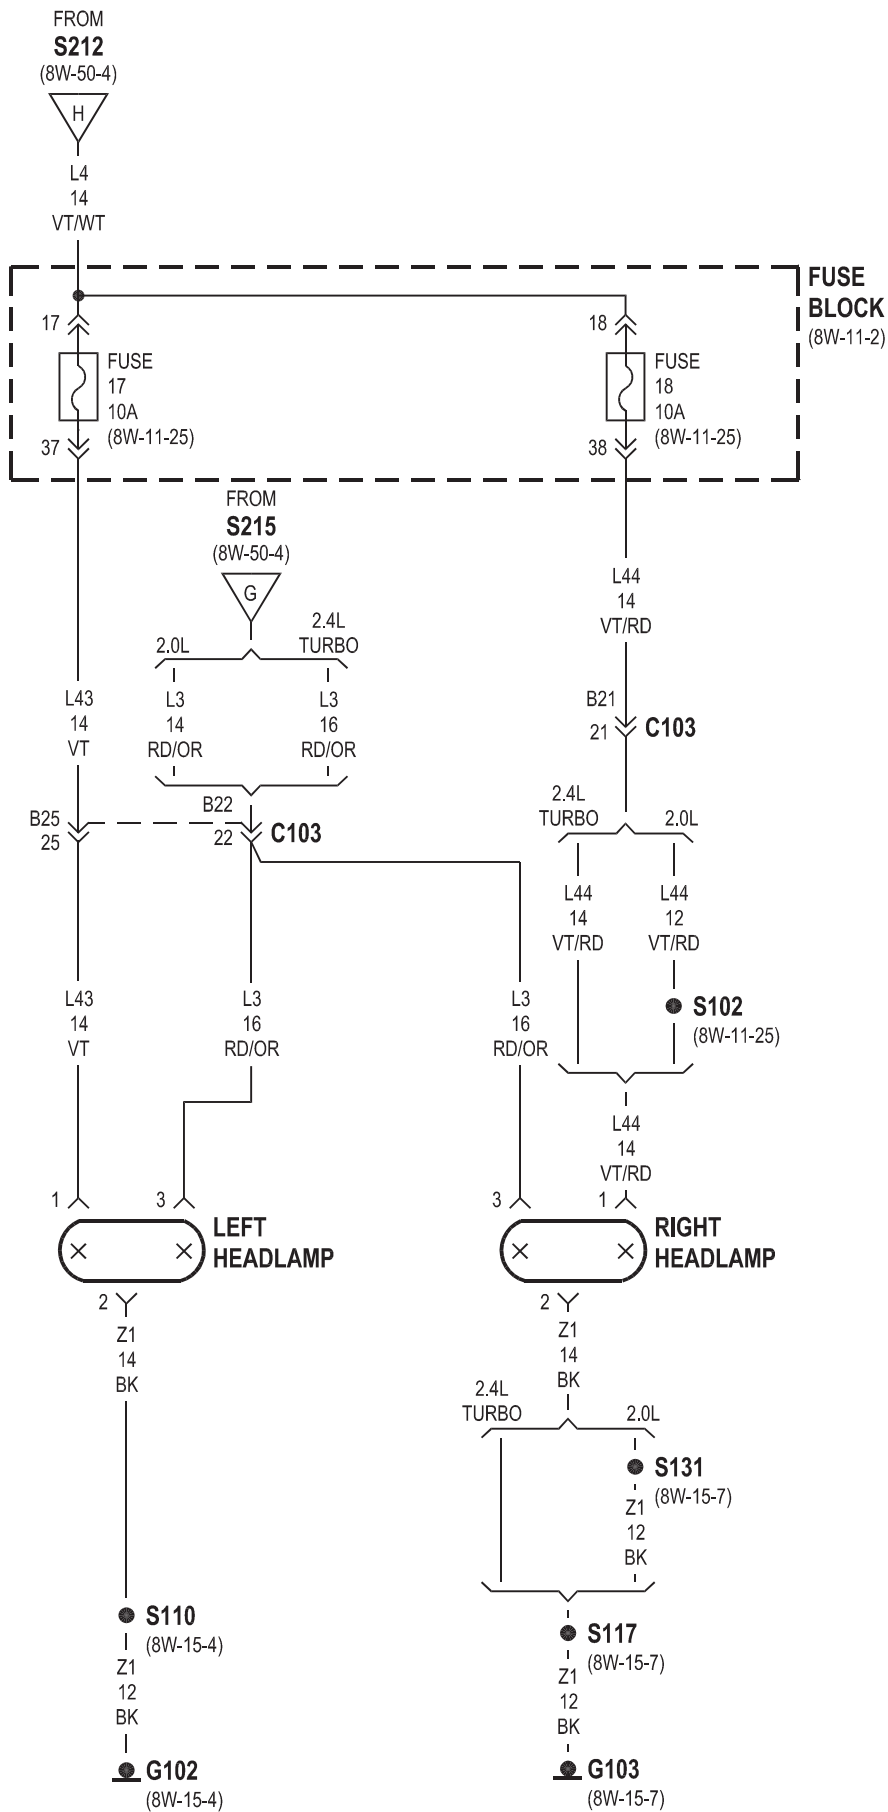 FROM
S212
(8W-50-4)
H
L4
14
VT/WT
FUSE
BLOCK
(8W-11-2)
17
FUSE
17
10A
(8W-11-25)
37
18
FUSE
18
10A
(8W-11-25)
38
FROM
S215
(8W-50-4)
G
2.0L
2.4L
TURBO
L43
14
VT
L3
14
RD/OR
L3
16
RD/OR
L44
14
VT/RD
B21
21
C103
B25
25
B22
22
C103
2.4L
TURBO
2.0L
L44
14
VT/RD
L44
12
VT/RD
S102
(8W-11-25)
L43
14
VT
L3
16
RD/OR
L3
16
RD/OR
L44
14
VT/RD
1
3
LEFT
HEADLAMP
3
1
RIGHT
HEADLAMP
2
Z1
14
BK
2
Z1
14
BK
2.4L
TURBO
2.0L
S131
(8W-15-7)
Z1
12
BK
S110
(8W-15-4)
Z1
12
BK
G102
(8W-15-4)
S117
(8W-15-7)
Z1
12
BK
G103
(8W-15-7)